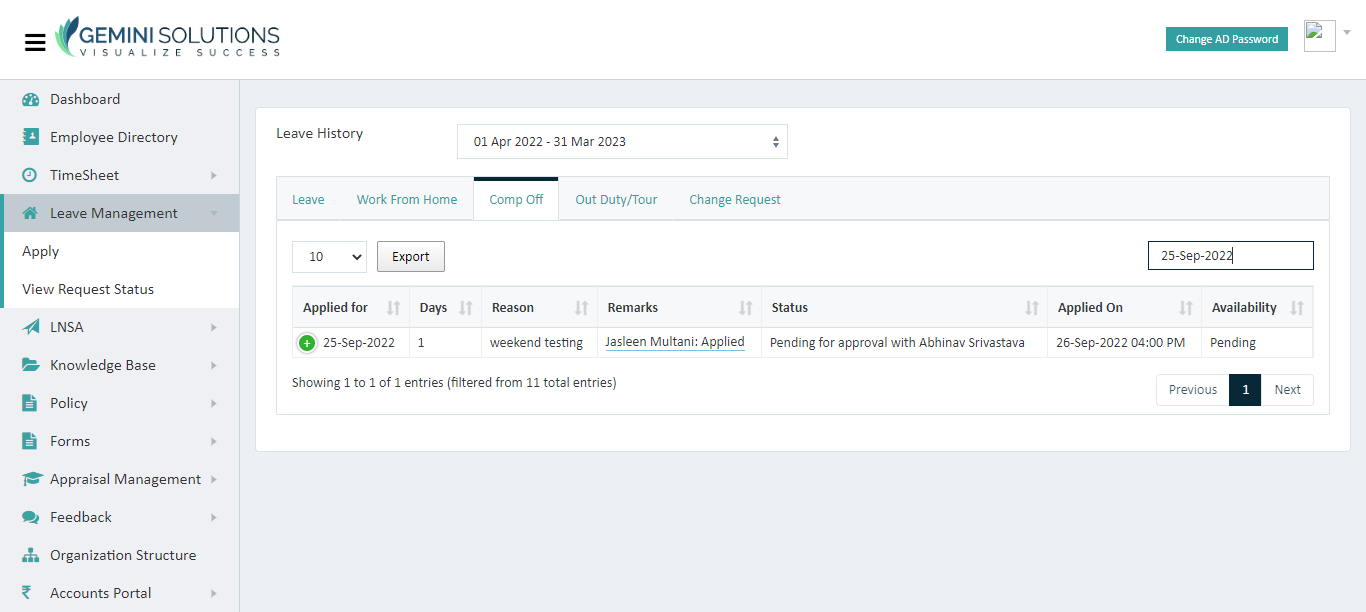 GEMINI SOLUTIONS
VISUALIZE SUCCESS
Change AD Password
Dashboard
Employee Directory
TimeSheet
Leave Management
Apply
View Request Status
LNSA
Knowledge Base
Policy
Forms
Appraisal Management
Feedback
Organization Structure
₹ Accounts Portal
Leave History
01 Apr 2022 - 31 Mar 2023
Leave Work From Home Comp Off Out Duty/Tour Change Request
10 Export 25-Sep-2022
Applied for Days Reason Remarks Status Applied On Availability
25-Sep-2022 1 weekend testing Jasleen Multani: Applied Pending for approval with Abhinav Srivastava 26-Sep-2022 04:00 PM Pending
Showing 1 to 1 of 1 entries (filtered from 11 total entries)
Previous 1 Next